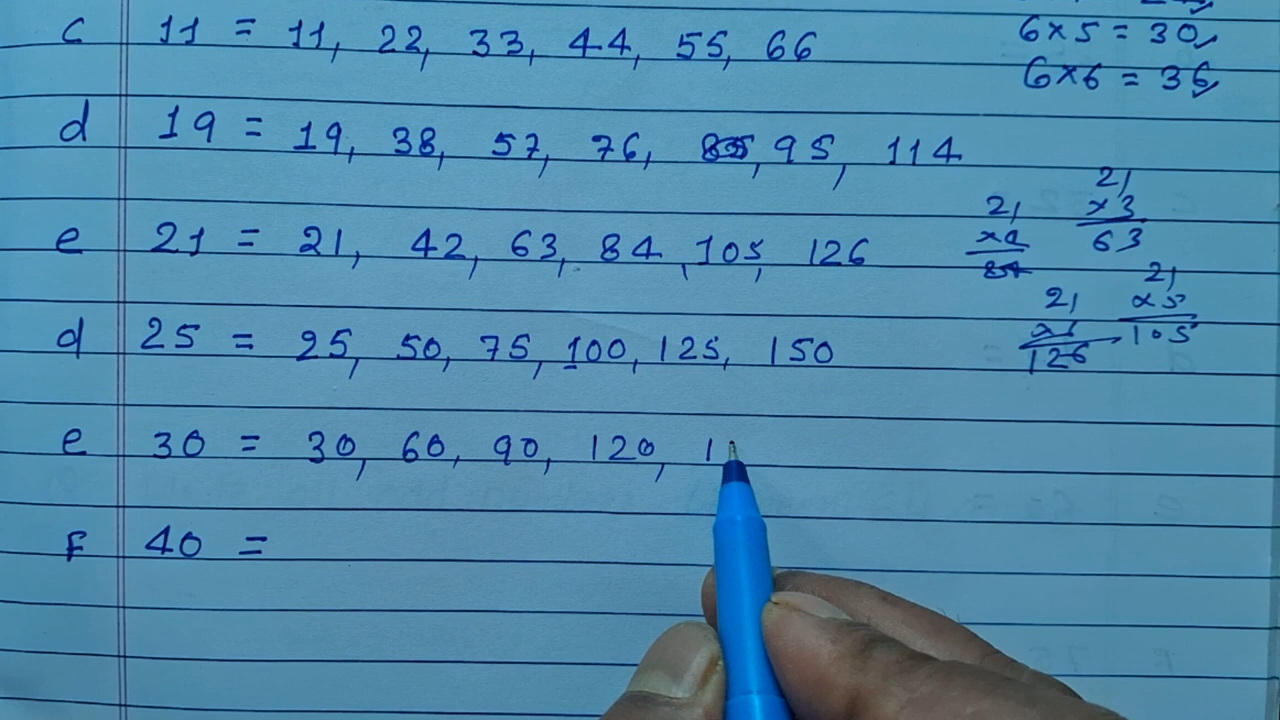 c 11 = 11, 22, 33, 44, 55, 66
6×5 = 30,
6×6 = 36,
d 19 = 19, 38, 57, 76, 95, 114
e 21 = 21, 42, 63, 84, 105, 126
21
84
21
×3
63
d 25 = 25, 50, 75, 100, 125, 150
21
126
21
×5
105
e 30 = 30, 60, 90, 120, 1
F 40 =